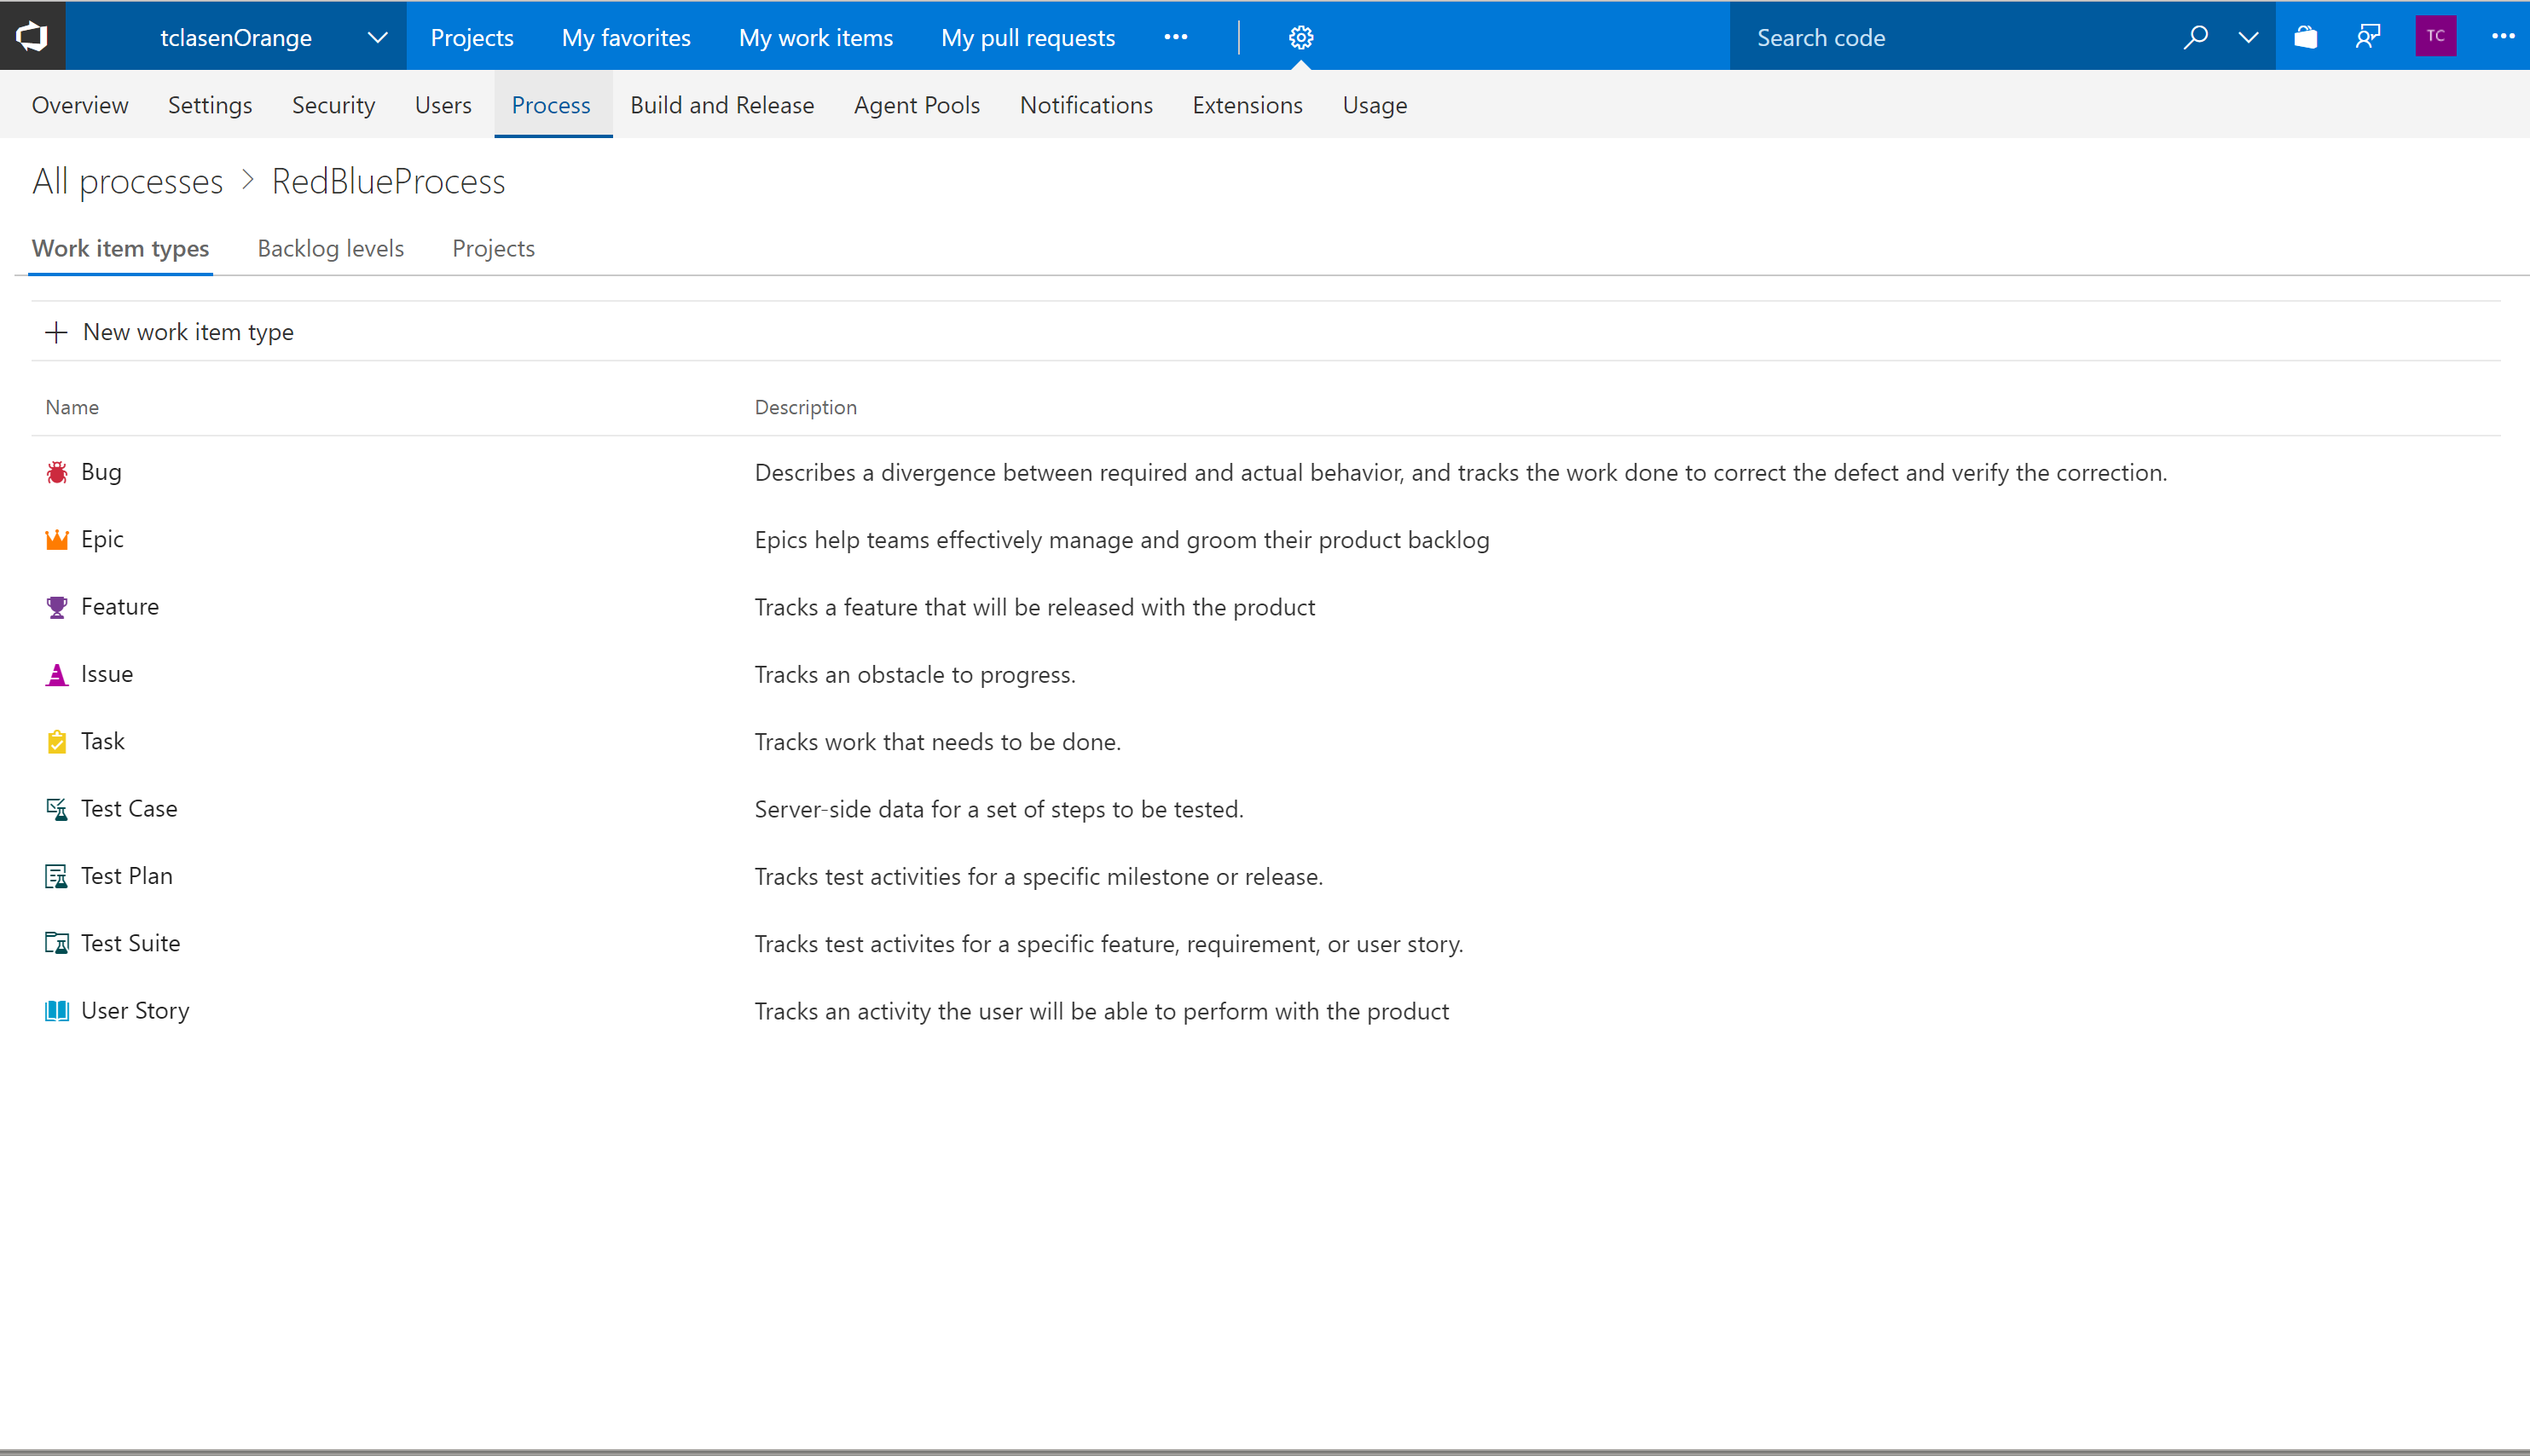 tclasenOrange Projects My favorites My work items My pull requests Search code TC
Overview Settings Security Users Process Build and Release Agent Pools Notifications Extensions Usage
All processes > RedBlueProcess
Work item types Backlog levels Projects
+ New work item type
Name Description
Bug Describes a divergence between required and actual behavior, and tracks the work done to correct the defect and verify the correction.
Epic Epics help teams effectively manage and groom their product backlog
Feature Tracks a feature that will be released with the product
Issue Tracks an obstacle to progress.
Task Tracks work that needs to be done.
Test Case Server-side data for a set of steps to be tested.
Test Plan Tracks test activities for a specific milestone or release.
Test Suite Tracks test activites for a specific feature, requirement, or user story.
User Story Tracks an activity the user will be able to perform with the product